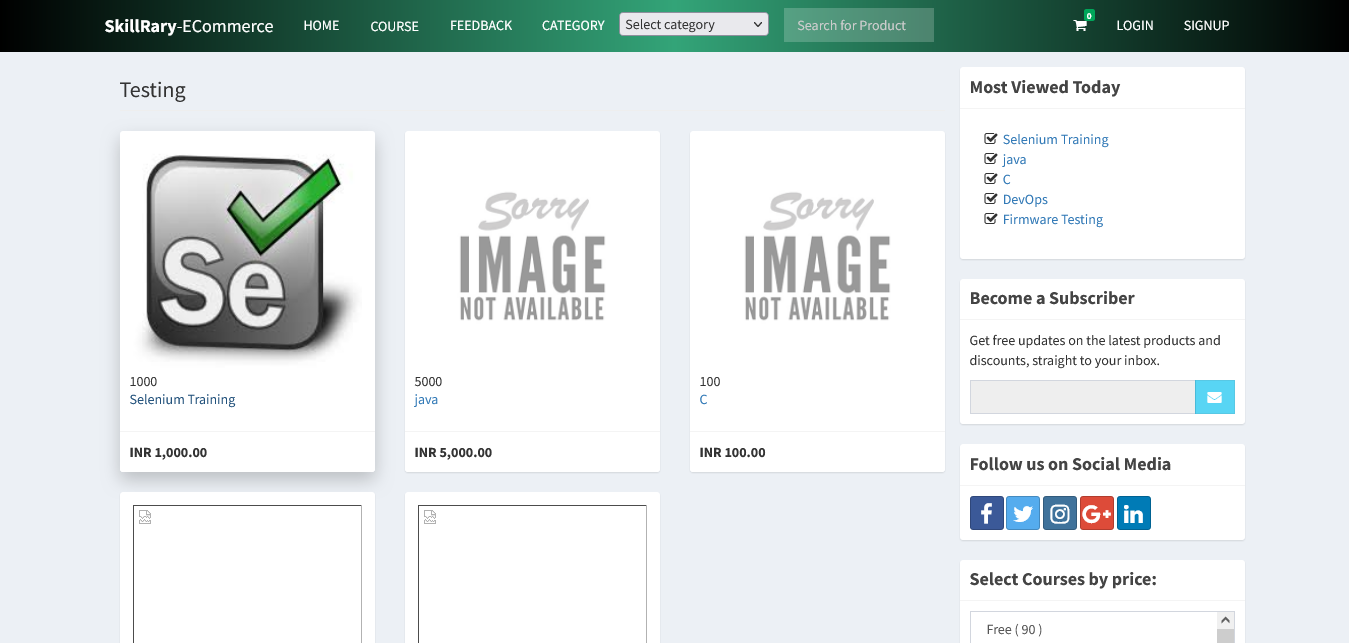 SkillRary-ECommerce HOME COURSE FEEDBACK CATEGORY Select category Search for Product 0 LOGIN SIGNUP
Testing
Se
1000
Selenium Training
INR 1,000.00
Sorry
IMAGE
NOT AVAILABLE
5000
java
INR 5,000.00
Sorry
IMAGE
NOT AVAILABLE
100
C
INR 100.00
Most Viewed Today
Selenium Training
java
C
DevOps
Firmware Testing
Become a Subscriber
Get free updates on the latest products and
discounts, straight to your inbox.
Follow us on Social Media
f G+ in
Select Courses by price:
Free ( 90 )